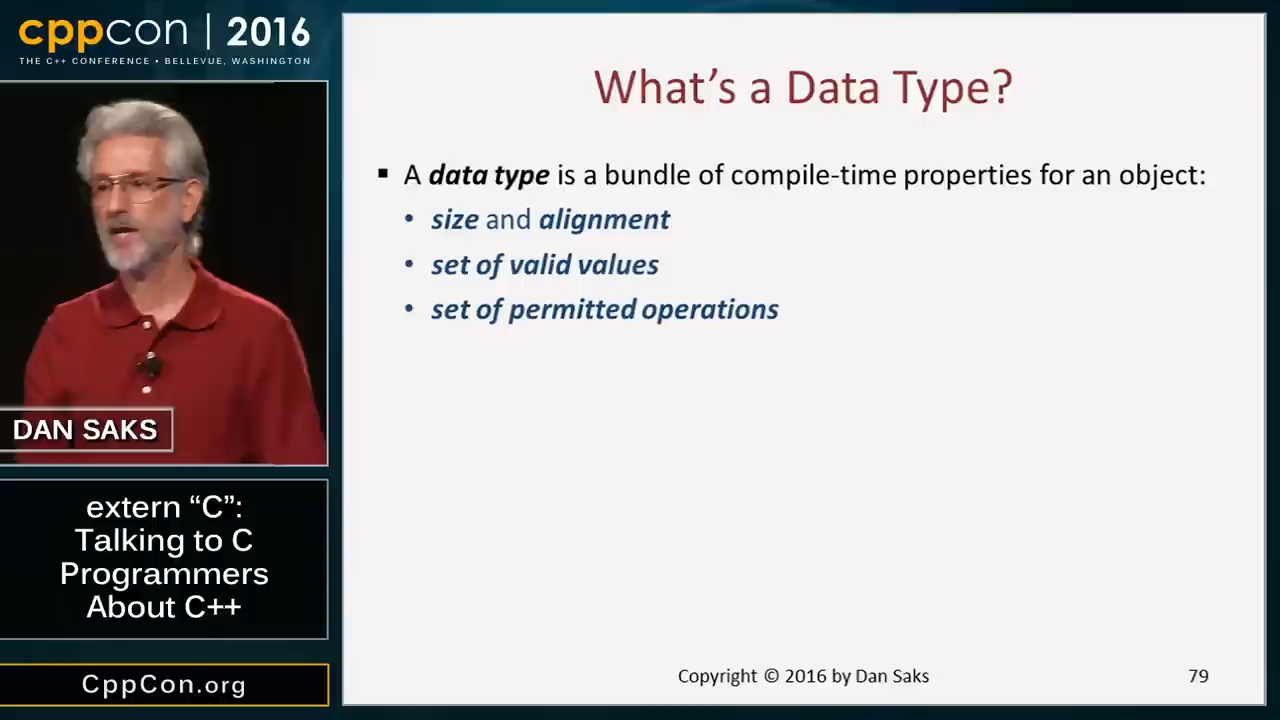 cppcon | 2016
THE C++ CONFERENCE • BELLEVUE, WASHINGTON
DAN SAKS
extern “C”:
Talking to C
Programmers
About C++
CppCon.org
What’s a Data Type?
▪ A data type is a bundle of compile-time properties for an object:
• size and alignment
• set of valid values
• set of permitted operations
Copyright © 2016 by Dan Saks
79